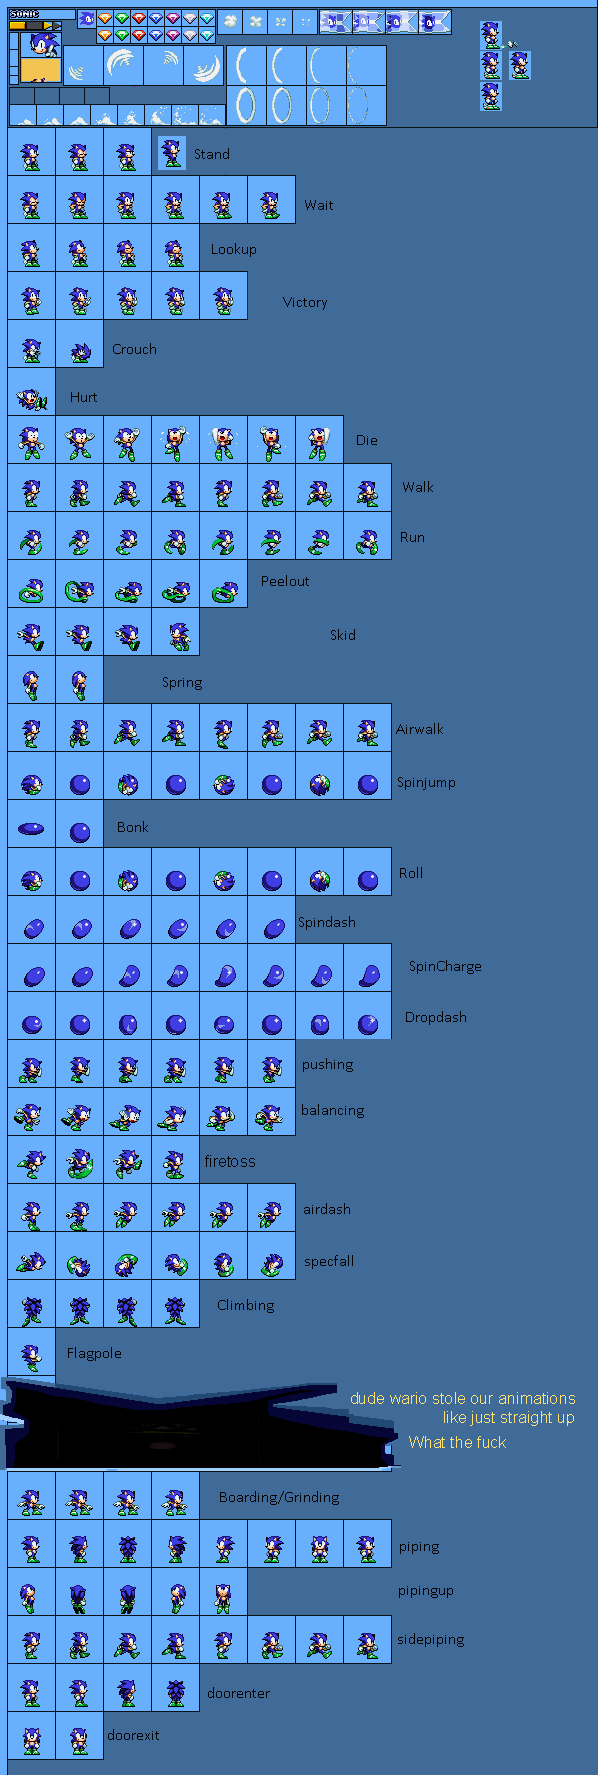 SONIC
Stand
Wait
Lookup
Victory
Crouch
Hurt
Die
Walk
Run
Peelout
Skid
Spring
Airwalk
Spinjump
Bonk
Roll
Spindash
SpinCharge
Dropdash
pushing
balancing
firetoss
airdash
specfall
Climbing
Flagpole
dude wario stole our animations
like just straight up
What the fuck
Boarding/Grinding
piping
pipingup
sidepiping
doorenter
doorexit